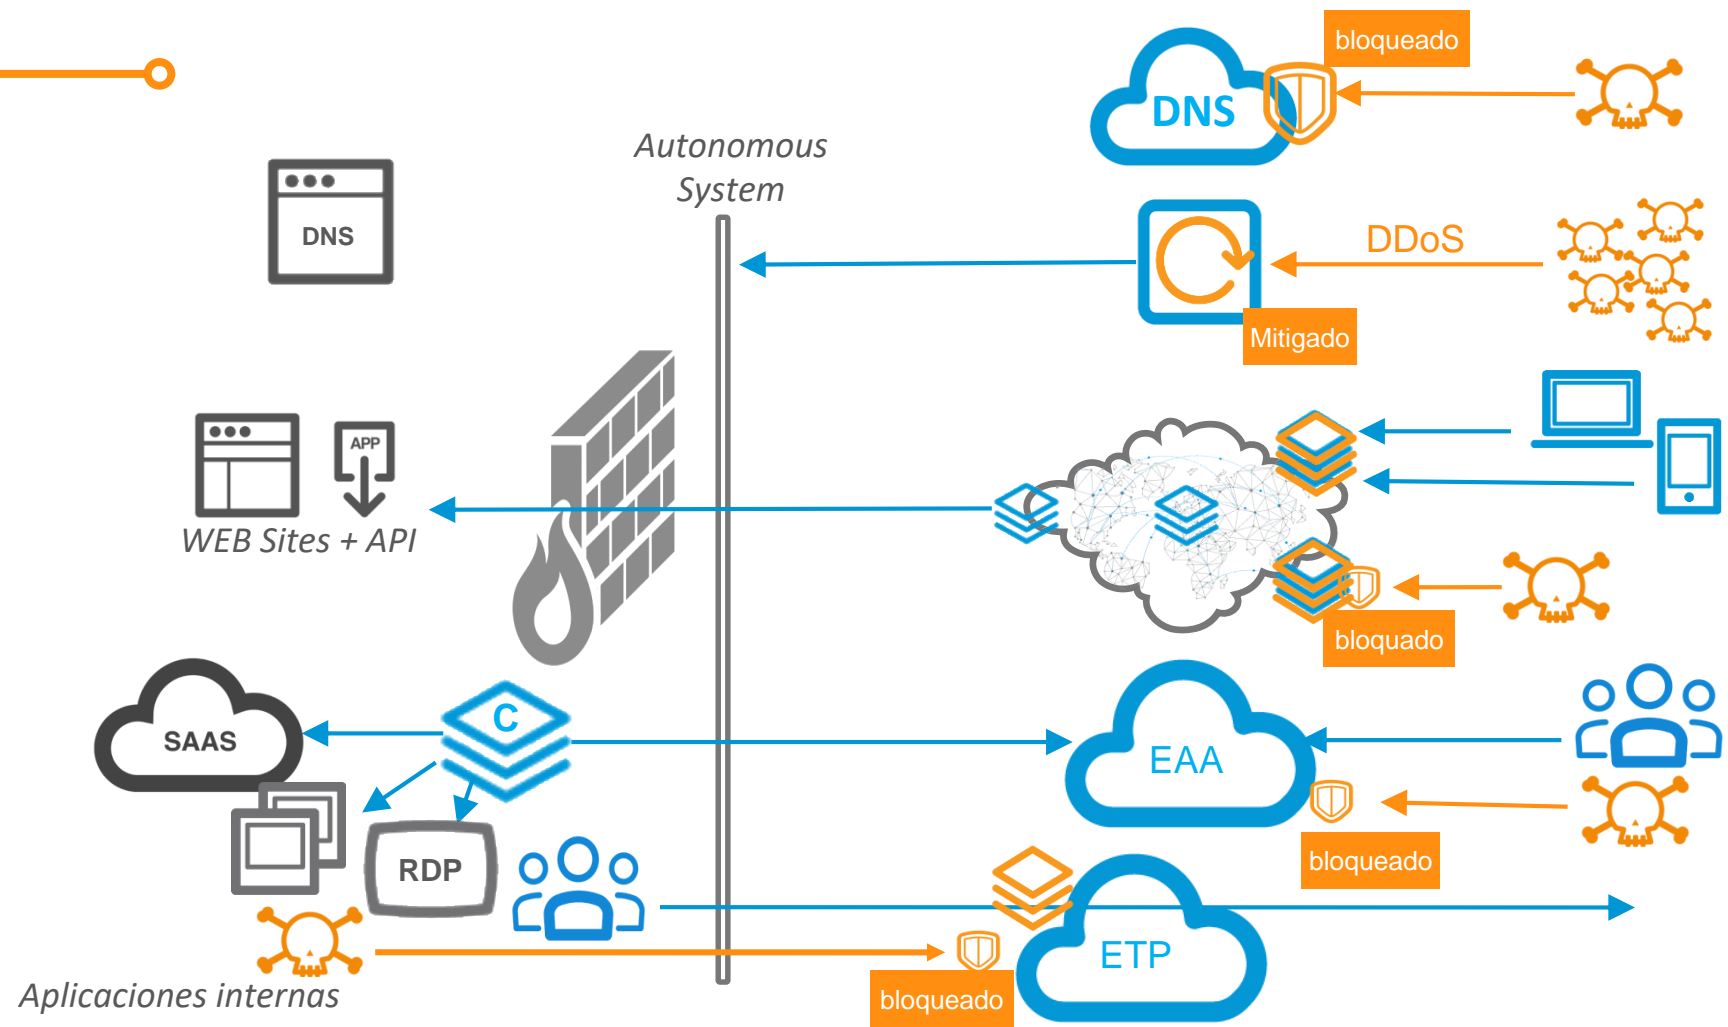 bloqueado
DNS
Autonomous
System
DNS
DDoS
Mitigado
APP
WEB Sites + API
bloquado
C
SAAS
EAA
RDP
bloqueado
ETP
bloqueado
Aplicaciones internas